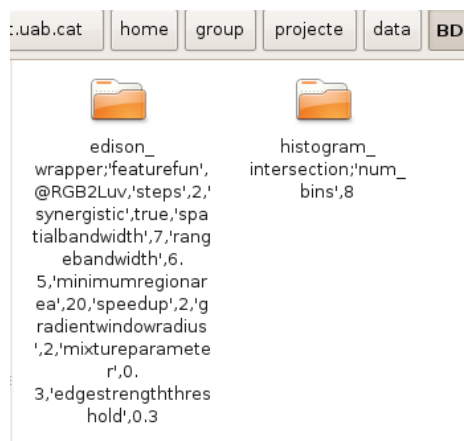 t.uab.cat home group projecte data BD
edison_
wrapper;'featurefun',
@RGB2Luv,'steps',2,'
synergistic',true,'spa
tialbandwidth',7,'rang
ebandwidth',6.
5,'minimumregionar
ea',20,'speedup',2,'g
radientwindowradius
',2,'mixtureparamete
r',0.
3,'edgestrengththres
hold',0.3
histogram_
intersection;'num_
bins',8